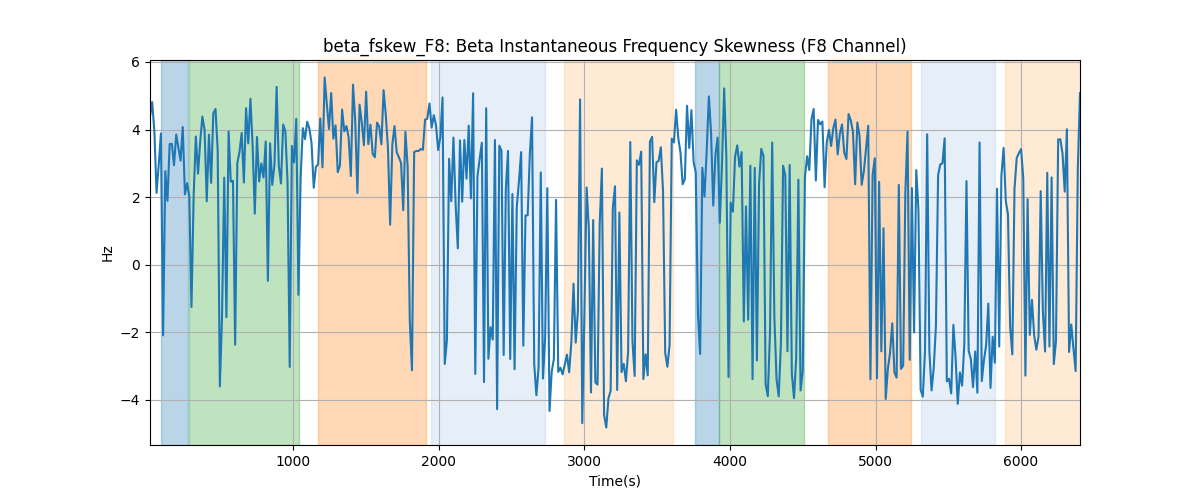 beta_fskew_F8: Beta Instantaneous Frequency Skewness (F8 Channel)
6
4
2
0
−2
−4
Hz
1000 2000 3000 4000 5000 6000
Time(s)